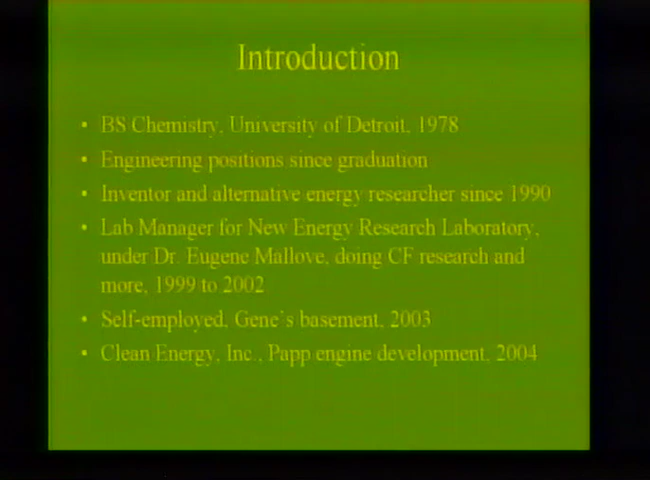 Introduction
• BS Chemistry, University of Detroit, 1978
• Engineering positions since graduation
• Inventor and alternative energy researcher since 1990
• Lab Manager for New Energy Research Laboratory,
under Dr. Eugene Mallove, doing CF research and
more, 1999 to 2002
• Self-employed, Gene's basement, 2003
• Clean Energy, Inc., Papp engine development, 2004